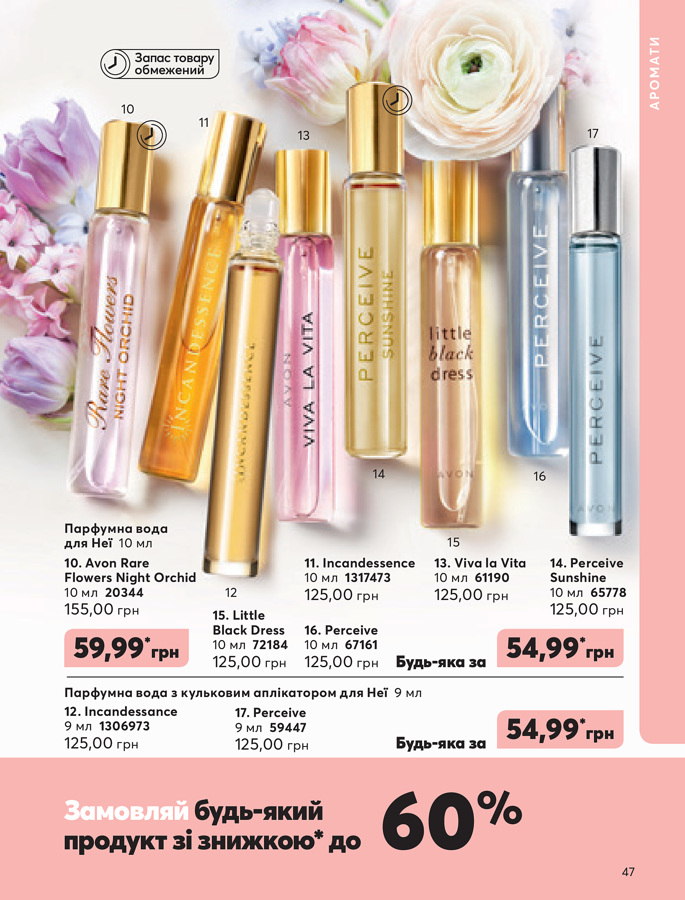 АРОМАТИ
Запас товару
обмежений
10
11
13
17
Rare Flowers
NIGHT ORCHID
INCANDESSENCE
INCANDESSENCE
AVON
VIVA LA VITA
PERCEIVE
SUNSHINE
little
black
dress
AVON
PERCEIVE
PERCEIVE
AVON
14
16
15
12
Парфумна вода
для Неї 10 мл
10. Avon Rare
Flowers Night Orchid
10 мл 20344
155,00 грн
59,99* грн
11. Incandessence
10 мл 1317473
125,00 грн
13. Viva la Vita
10 мл 61190
125,00 грн
14. Perceive
Sunshine
10 мл 65778
125,00 грн
15. Little
Black Dress
10 мл 72184
125,00 грн
16. Perceive
10 мл 67161
125,00 грн
Будь-яка за
54,99* грн
Парфумна вода з кульковим аплікатором для Неї 9 мл
12. Incandessance
9 мл 1306973
125,00 грн
17. Perceive
9 мл 59447
125,00 грн
Будь-яка за
54,99* грн
Замовляй будь-який
продукт зі знижкою* до
60%
47